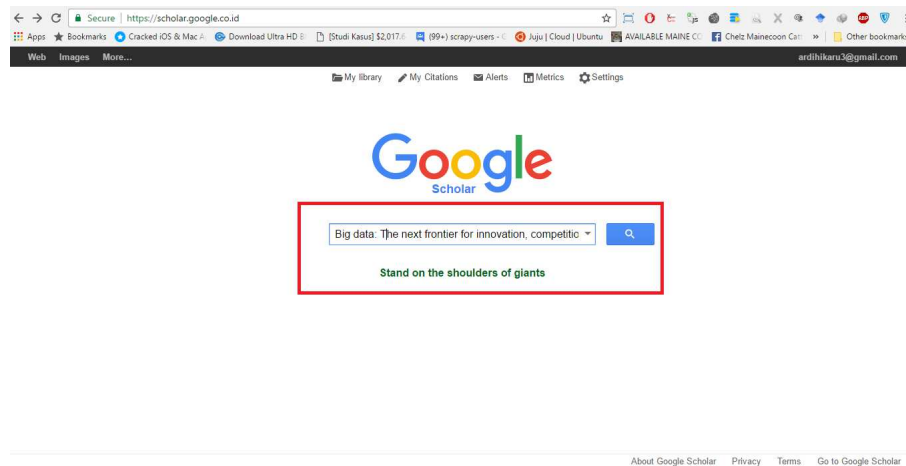 Secure | https://scholar.google.co.id
Apps Bookmarks Cracked iOS & Mac A Download Ultra HD B [Studi Kasus] $2,017.6 (99+) scrapy-users - G Juju | Cloud | Ubuntu AVAILABLE MAINE CO Chelz Mainecoon Catt » Other bookmarks
Web Images More... ardihikaru3@gmail.com
My library My Citations Alerts Metrics Settings
Google
Scholar
Big data: The next frontier for innovation, competitic
Stand on the shoulders of giants
About Google Scholar Privacy Terms Go to Google Scholar